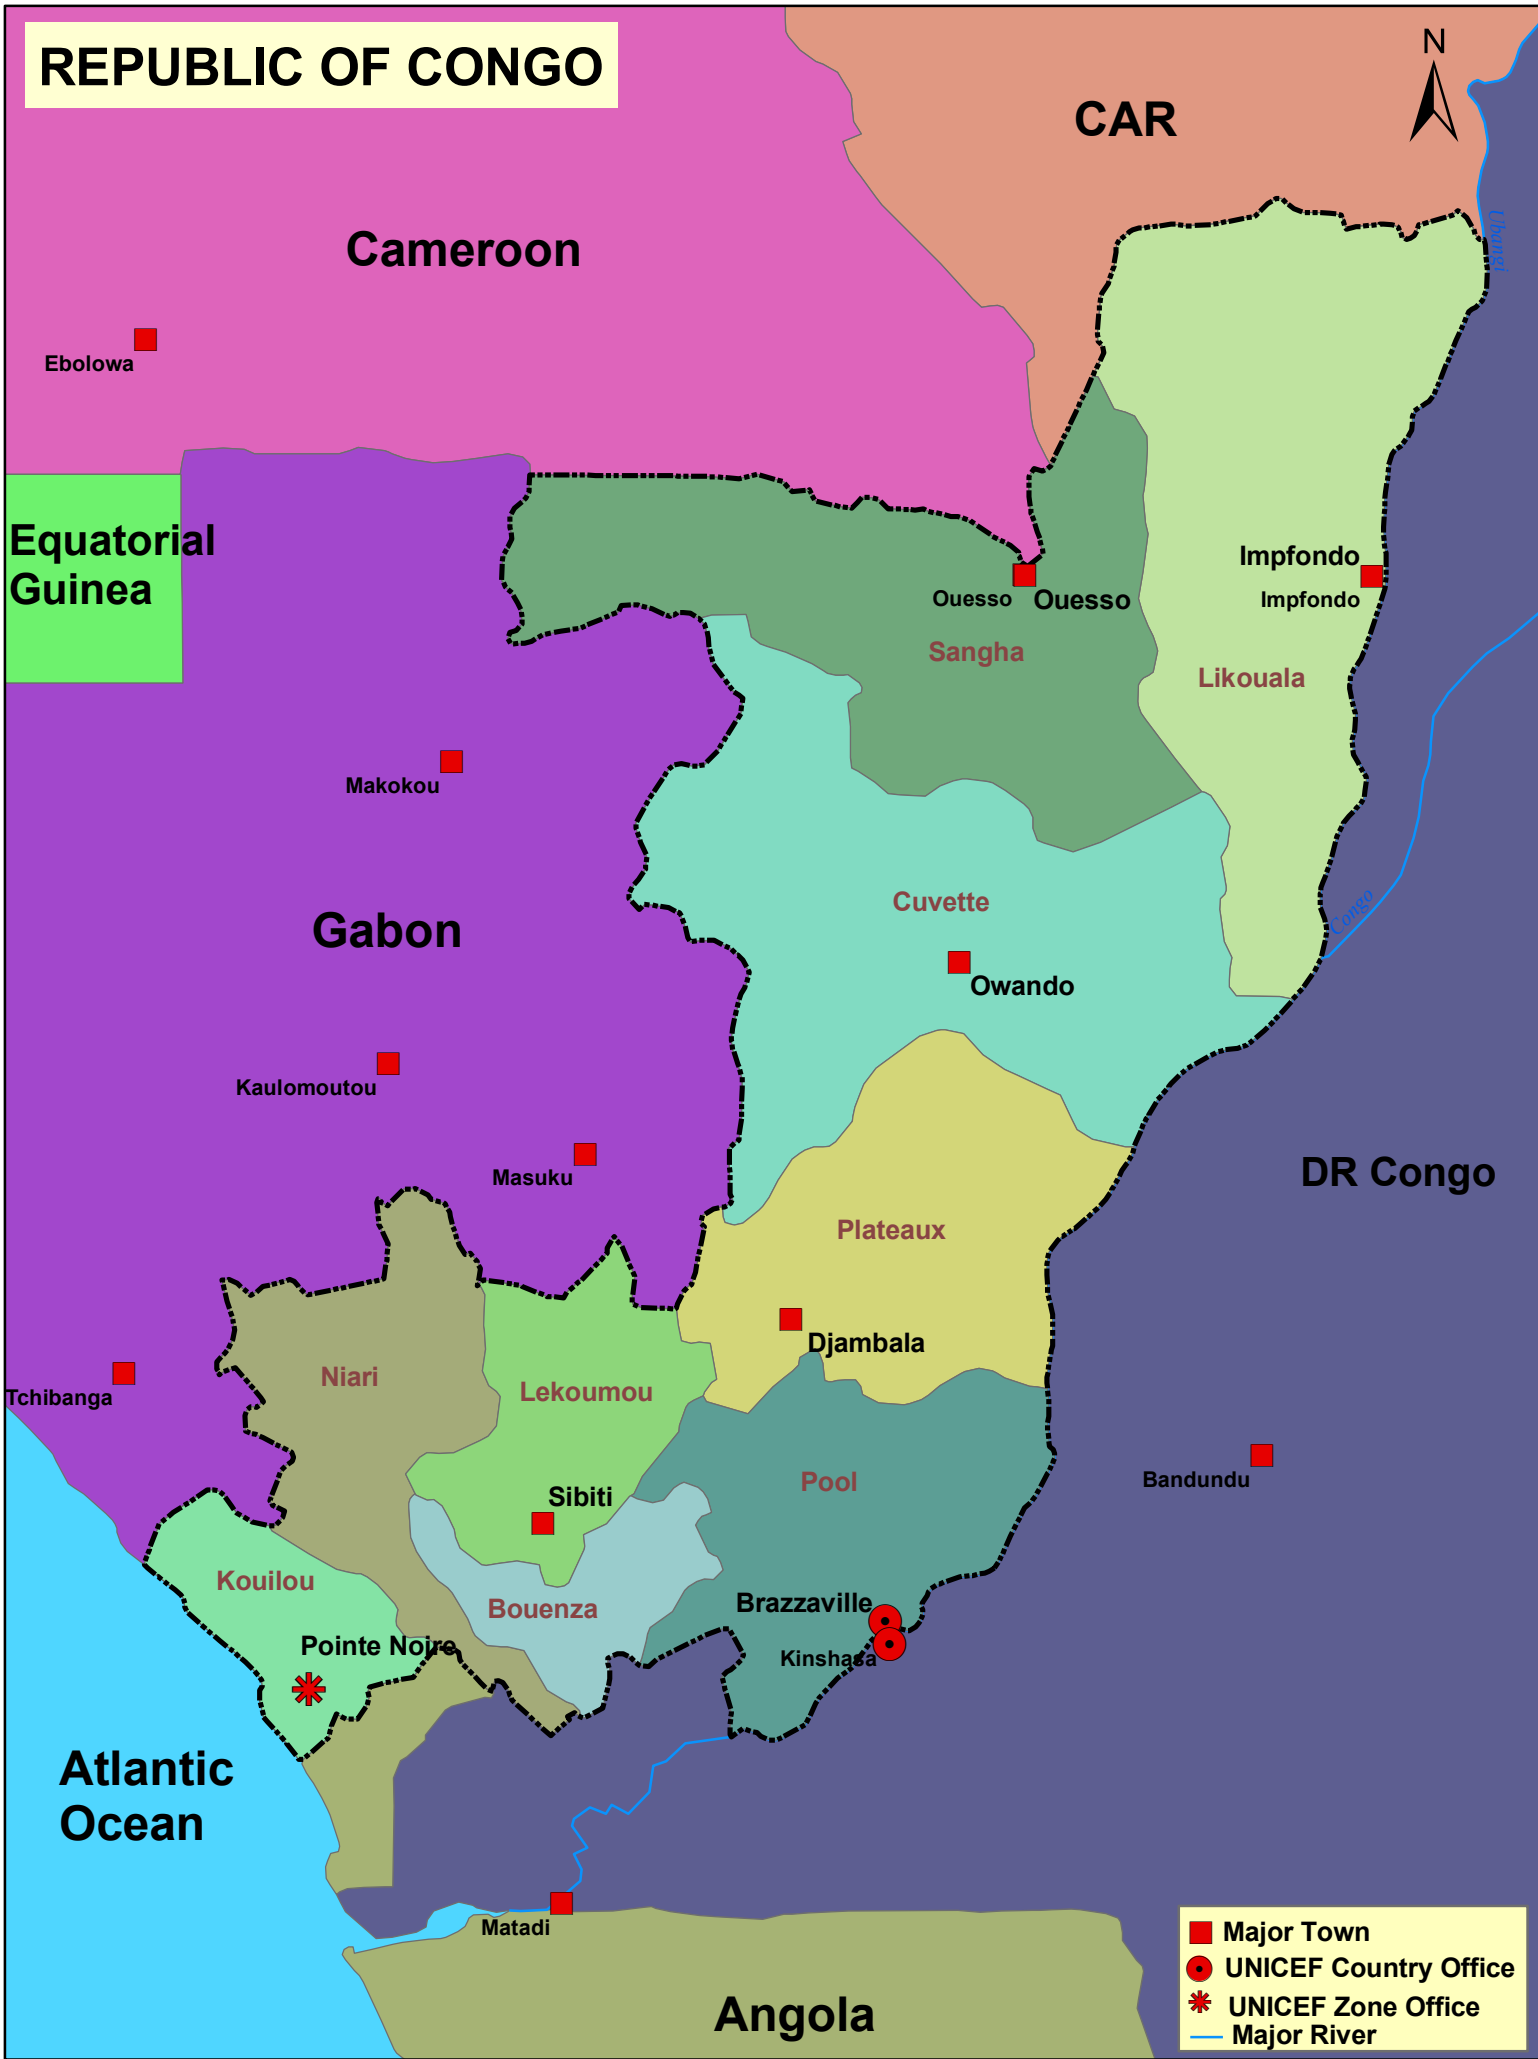 REPUBLIC OF CONGO
N
CAR
Cameroon
Ubangi
Ebolowa
Equatorial
Guinea
Impfondo
Impfondo
Ouesso
Ouesso
Sangha
Likouala
Makokou
Cuvette
Congo
Gabon
Owando
Kaulomoutou
Masuku
DR Congo
Plateaux
Djambala
Niari
Lekoumou
Tchibanga
Pool
Bandundu
Sibiti
Kouilou
Bouenza
Brazzaville
Pointe Noire
Kinshasa
Atlantic
Ocean
Matadi
Angola
Major Town
UNICEF Country Office
UNICEF Zone Office
Major River